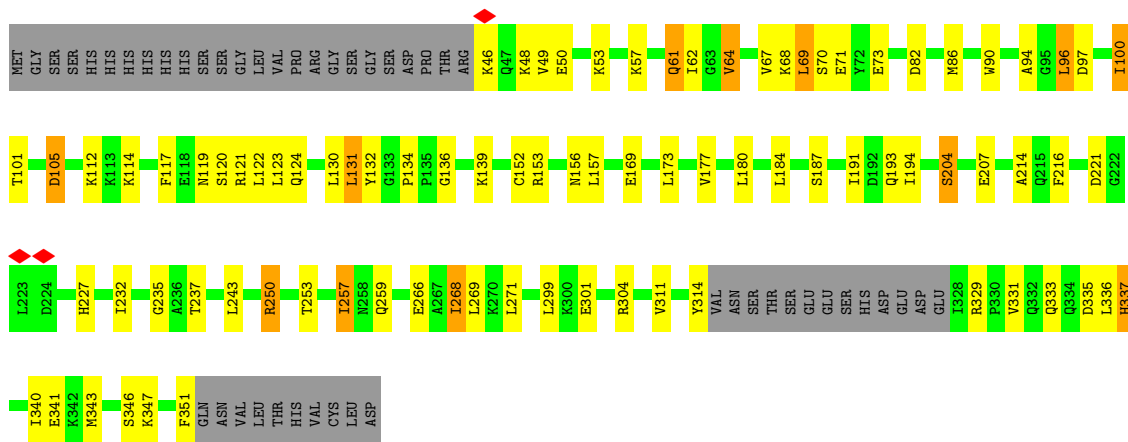 MET GLY SER SER HIS HIS HIS HIS HIS HIS SER SER GLY LEU VAL PRO ARG GLY SER GLY SER ASP PRO THR ARG K46 Q47 K48 V49 E50 K53 K57 Q61 I62 G63 V64 V67 K68 L69 S70 E71 Y72 E73 D82 M86 W90 A94 G95 L96 D97 I100
T101 D105 K112 K113 K114 F117 E118 N119 S120 R121 L122 L123 Q124 L130 L131 Y132 G133 P134 P135 G136 K139 C152 R153 N156 L157 E169 L173 V177 L180 L184 S187 I191 D192 Q193 I194 S204 E207 A214 Q215 F216 D221 G222
L223 D224 H227 I232 G235 A236 T237 L243 R250 T253 I257 N258 Q259 E266 A267 I268 L269 K270 L271 L299 K300 E301 R304 V311 Y314 VAL ASN SER THR SER GLU GLU SER HIS ASP GLU ASP GLU I328 R329 P330 V331 Q332 Q333 Q334 D335 L336 H337
I340 E341 K342 M343 S346 K347 F351 GLN ASN VAL LEU THR HIS VAL CYS LEU ASP